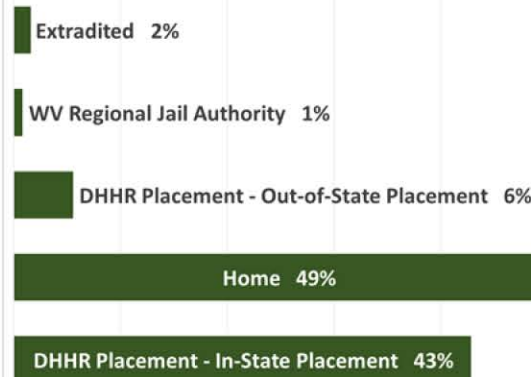 Extradited 2%
WV Regional Jail Authority 1%
DHHR Placement - Out-of-State Placement 6%
Home 49%
DHHR Placement - In-State Placement 43%